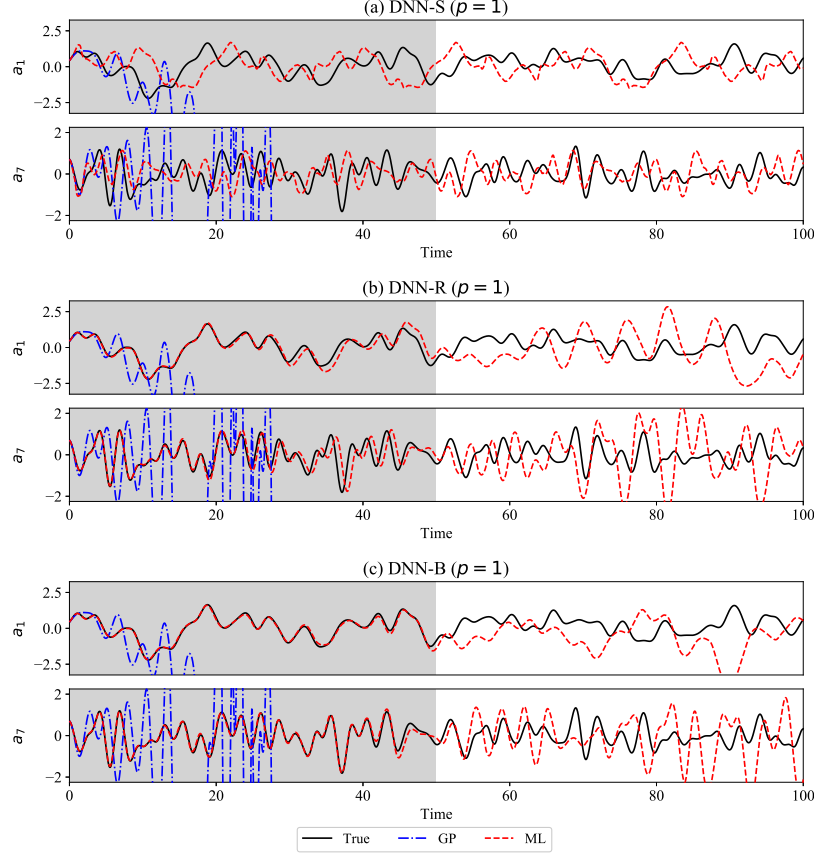 (a) DNN-S (p = 1)
2.5
0.0
−2.5
a1
2
0
−2
a7
0 20 40 60 80 100
Time
(b) DNN-R (p = 1)
2.5
0.0
−2.5
a1
2
0
−2
a7
0 20 40 60 80 100
Time
(c) DNN-B (p = 1)
2.5
0.0
−2.5
a1
2
0
−2
a7
0 20 40 60 80 100
Time
True GP ML